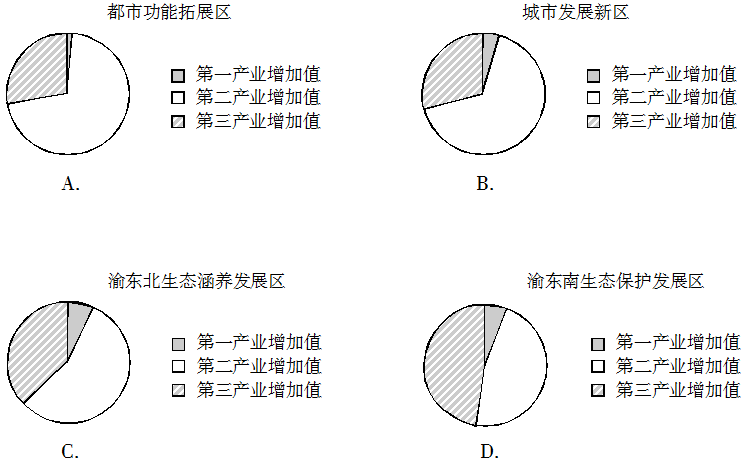 都市功能拓展区
第一产业增加值
第二产业增加值
第三产业增加值
A.
城市发展新区
第一产业增加值
第二产业增加值
第三产业增加值
B.
渝东北生态涵养发展区
第一产业增加值
第二产业增加值
第三产业增加值
C.
渝东南生态保护发展区
第一产业增加值
第二产业增加值
第三产业增加值
D.